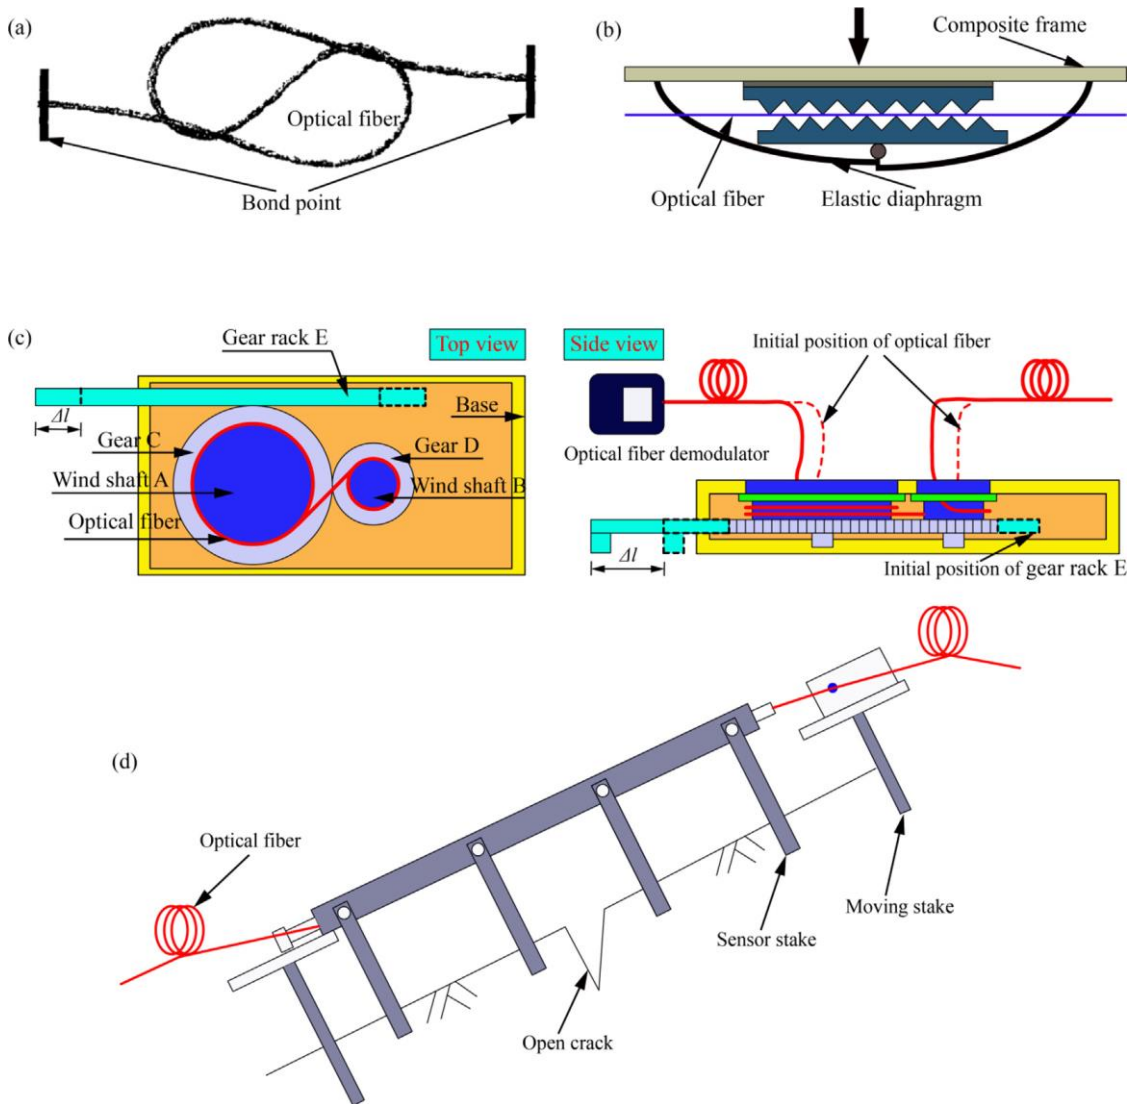 (a)
Optical fiber
Bond point
(b)
Composite frame
Optical fiber
Elastic diaphragm
(c)
Gear rack E
Top view
Δl
Base
Gear C
Gear D
Wind shaft A
Wind shaft B
Optical fiber
Side view
Initial position of optical fiber
Optical fiber demodulator
Δl
Initial position of gear rack E
(d)
Optical fiber
Moving stake
Sensor stake
Open crack